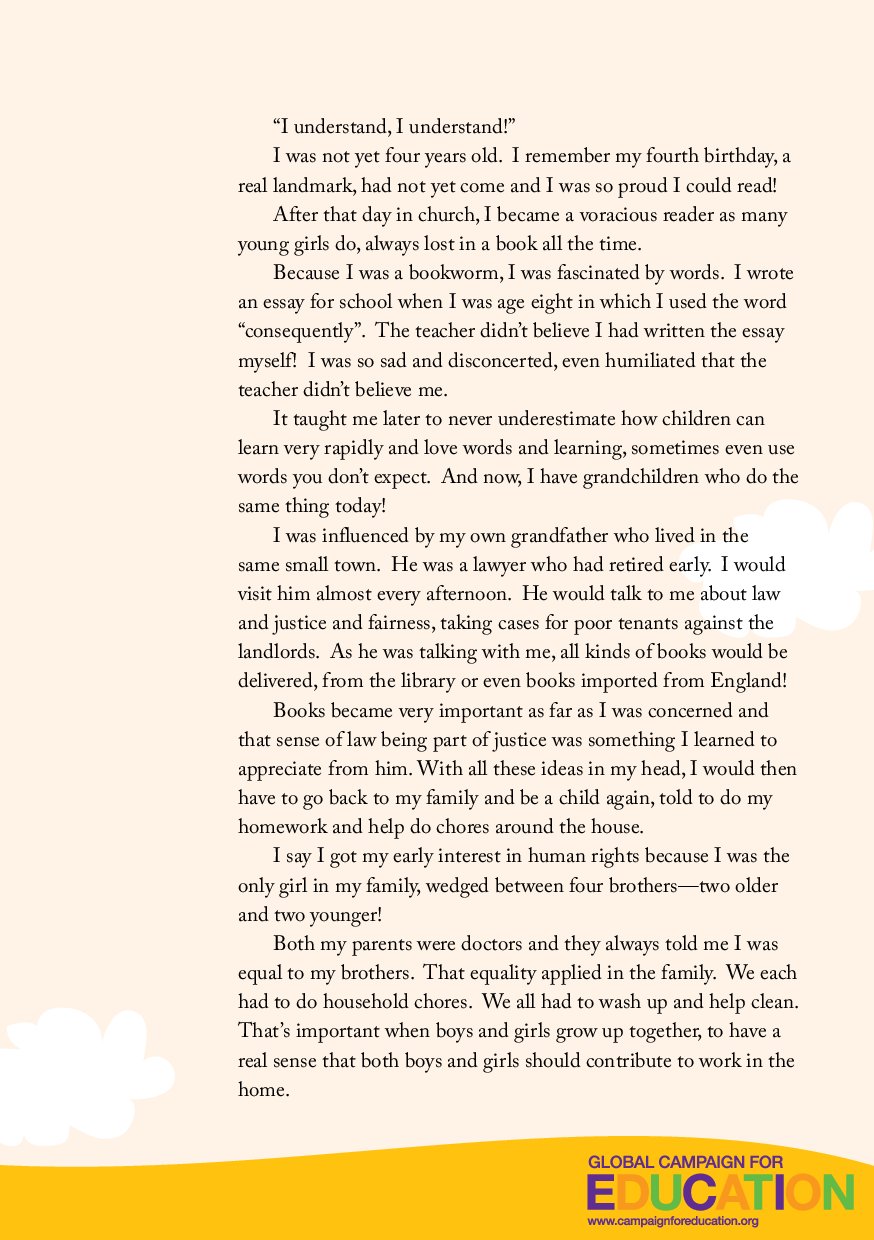 “I understand, I understand!”
I was not yet four years old.  I remember my fourth birthday, a
real landmark, had not yet come and I was so proud I could read!
After that day in church, I became a voracious reader as many
young girls do, always lost in a book all the time.
Because I was a bookworm, I was fascinated by words.  I wrote
an essay for school when I was age eight in which I used the word
“consequently”.  The teacher didn’t believe I had written the essay
myself!  I was so sad and disconcerted, even humiliated that the
teacher didn’t believe me.
It taught me later to never underestimate how children can
learn very rapidly and love words and learning, sometimes even use
words you don’t expect.  And now, I have grandchildren who do the
same thing today!
I was influenced by my own grandfather who lived in the
same small town.  He was a lawyer who had retired early.  I would
visit him almost every afternoon.  He would talk to me about law
and justice and fairness, taking cases for poor tenants against the
landlords.  As he was talking with me, all kinds of books would be
delivered, from the library or even books imported from England!
Books became very important as far as I was concerned and
that sense of law being part of justice was something I learned to
appreciate from him. With all these ideas in my head, I would then
have to go back to my family and be a child again, told to do my
homework and help do chores around the house.
I say I got my early interest in human rights because I was the
only girl in my family, wedged between four brothers—two older
and two younger!
Both my parents were doctors and they always told me I was
equal to my brothers.  That equality applied in the family.  We each
had to do household chores.  We all had to wash up and help clean.
That’s important when boys and girls grow up together, to have a
real sense that both boys and girls should contribute to work in the
home.
GLOBAL CAMPAIGN FOR
EDUCATION
www.campaignforeducation.org